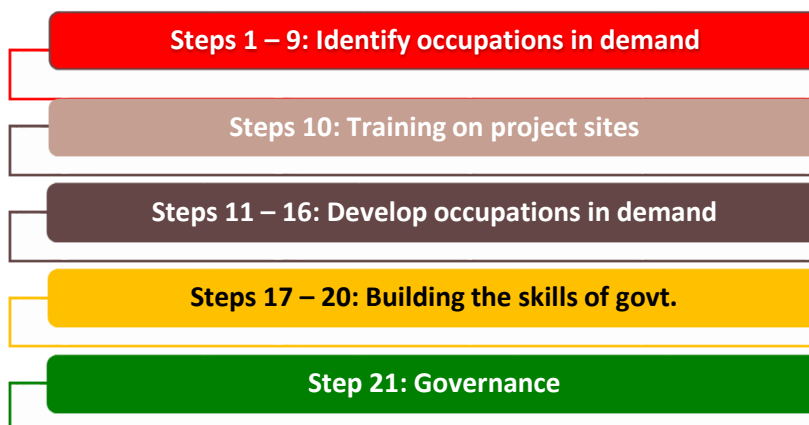 Steps 1 – 9: Identify occupations in demand
Steps 10: Training on project sites
Steps 11 – 16: Develop occupations in demand
Steps 17 – 20: Building the skills of govt.
Step 21: Governance